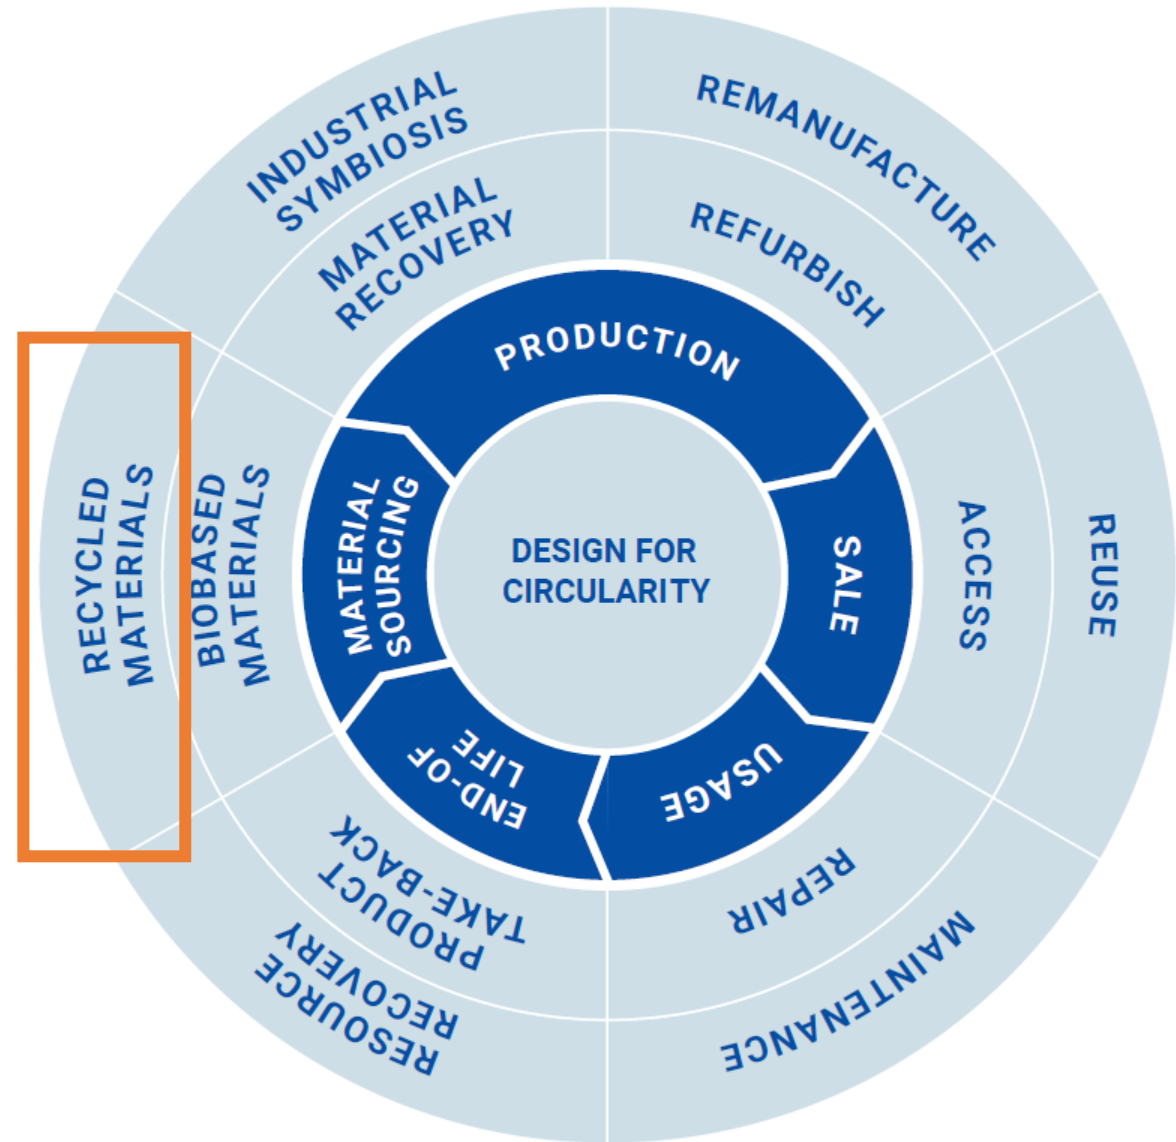 INDUSTRIAL
SYMBIOSIS
MATERIAL
RECOVERY
REMANUFACTURE
REFURBISH
PRODUCTION
RECYCLED
MATERIALS
BIOBASED
MATERIALS
MATERIAL
SOURCING
DESIGN FOR
CIRCULARITY
SALE
ACCESS
REUSE
END-OF
LIFE
USAGE
PRODUCT
TAKE-BACK
REPAIR
RESOURCE
RECOVERY
MAINTENANCE